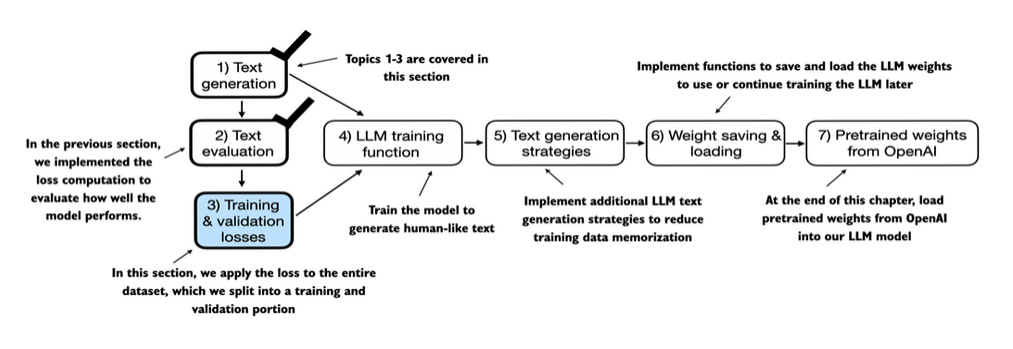 1) Text
generation
Topics 1-3 are covered in
this section
Implement functions to save and load the LLM weights
to use or continue training the LLM later
In the previous section,
we implemented the
loss computation to
evaluate how well the
model performs.
2) Text
evaluation
4) LLM training
function
5) Text generation
strategies
6) Weight saving &
loading
7) Pretrained weights
from OpenAI
3) Training
& validation
losses
Train the model to
generate human-like text
Implement additional LLM text
generation strategies to reduce
training data memorization
At the end of this chapter, load
pretrained weights from OpenAI
into our LLM model
In this section, we apply the loss to the entire
dataset, which we split into a training and
validation portion